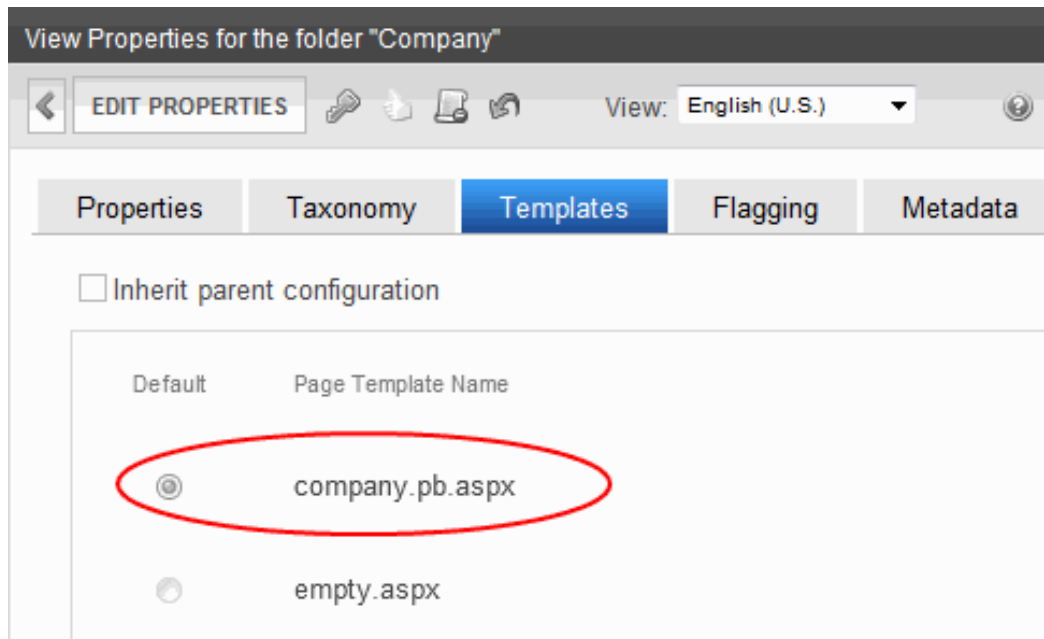 View Properties for the folder "Company"
EDIT PROPERTIES View: English (U.S.)
Properties Taxonomy Templates Flagging Metadata
Inherit parent configuration
Default Page Template Name
company.pb.aspx
empty.aspx